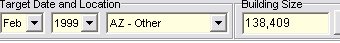 Target Date and Location
Building Size
Feb 1999 AZ - Other 138,409